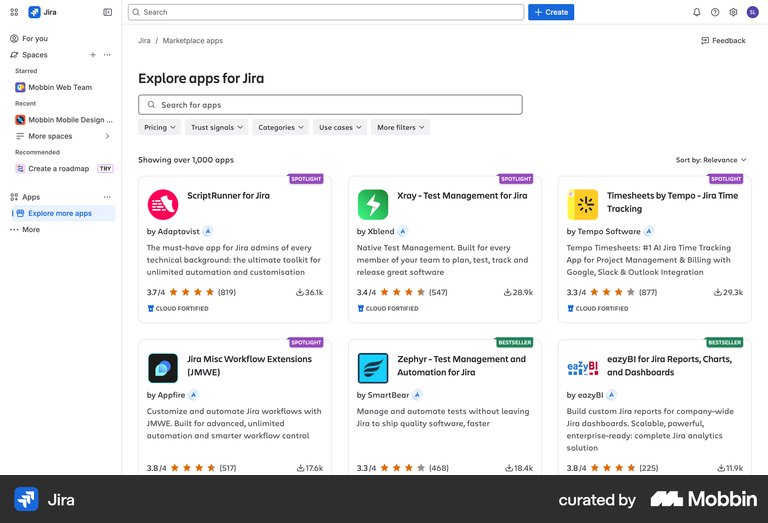 Jira
Search
+ Create
SL
For you
Spaces
Starred
Mobbin Web Team
Recent
Mobbin Mobile Design ...
More spaces
Recommended
Create a roadmap TRY
Apps
Explore more apps
More
Jira / Marketplace apps
Feedback
Explore apps for Jira
Search for apps
Pricing
Trust signals
Categories
Use cases
More filters
Showing over 1,000 apps
Sort by: Relevance
SPOTLIGHT
ScriptRunner for Jira
by Adaptavist
The must-have app for Jira admins of every
technical background: the ultimate toolkit for
unlimited automation and customisation
3.7/4 (819) 36.1k
CLOUD FORTIFIED
SPOTLIGHT
Xray - Test Management for Jira
by Xblend
Native Test Management. Built for every
member of your team to plan, test, track and
release great software
3.4/4 (547) 28.9k
CLOUD FORTIFIED
SPOTLIGHT
Timesheets by Tempo - Jira Time
Tracking
by Tempo Software
Tempo Timesheets: #1 AI Jira Time Tracking
App for Project Management & Billing with
Google, Slack & Outlook Integration
3.3/4 (877) 29.3k
CLOUD FORTIFIED
SPOTLIGHT
Jira Misc Workflow Extensions
(JMWE)
by Appfire
Customize and automate Jira workflows with
JMWE. Built for advanced, unlimited
automation and smarter workflow control
3.8/4 (517) 17.6k
BESTSELLER
Zephyr - Test Management and
Automation for Jira
by SmartBear
Manage and automate tests without leaving
Jira to ship quality software, faster
3.3/4 (468) 18.4k
BESTSELLER
eazyBI
eazyBI for Jira Reports, Charts,
and Dashboards
by eazyBI
Build custom Jira reports for company-wide
Jira dashboards. Scalable, powerful,
enterprise-ready: complete Jira analytics
solution
3.8/4 (225) 11.9k
Jira
curated by Mobbin